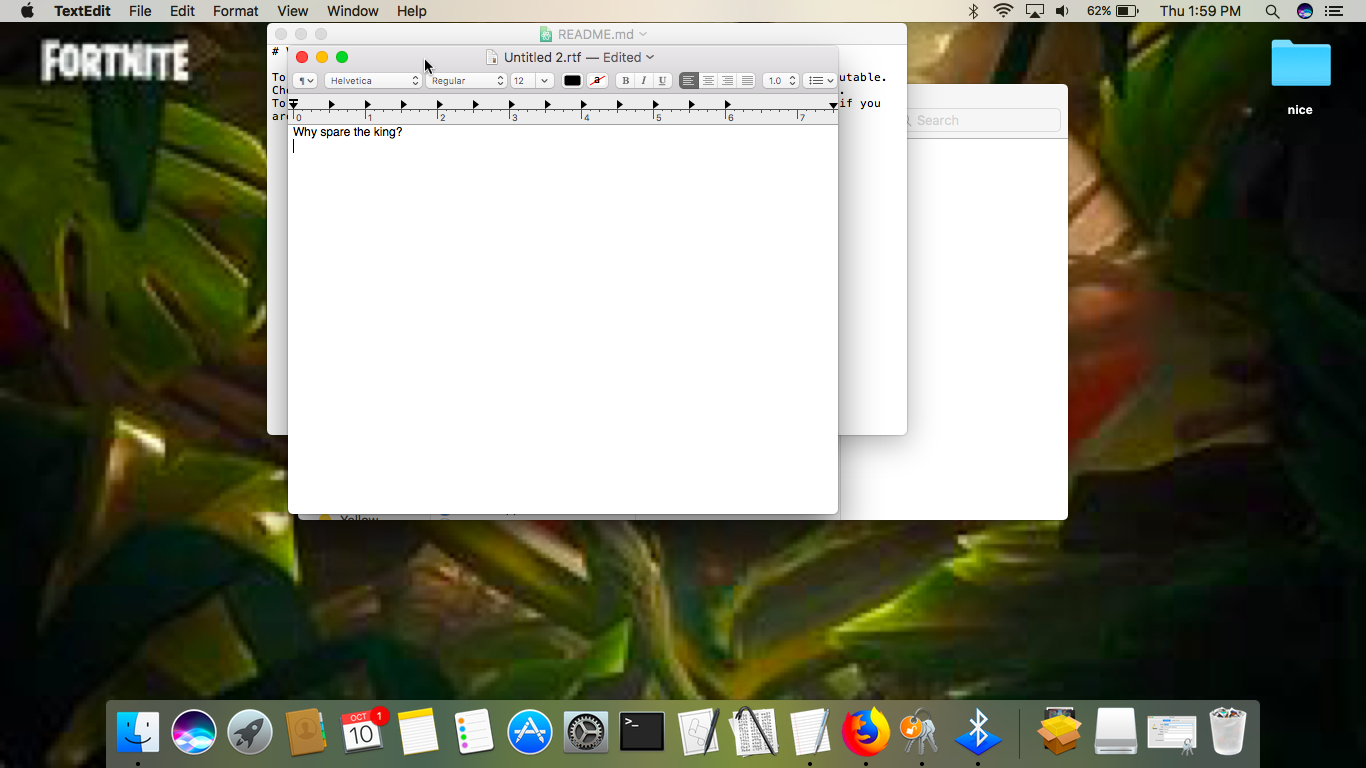 TextEdit File Edit Format View Window Help 62% Thu 1:59 PM
FORTNITE
README.md
Untitled 2.rtf — Edited
¶ Helvetica Regular 12 a B I U 1.0
utable.
To
Che
To if you
are
0 1 2 3 4 5 6 7
Why spare the king?
Search
nice
Yellow
OCT 1
10
>_